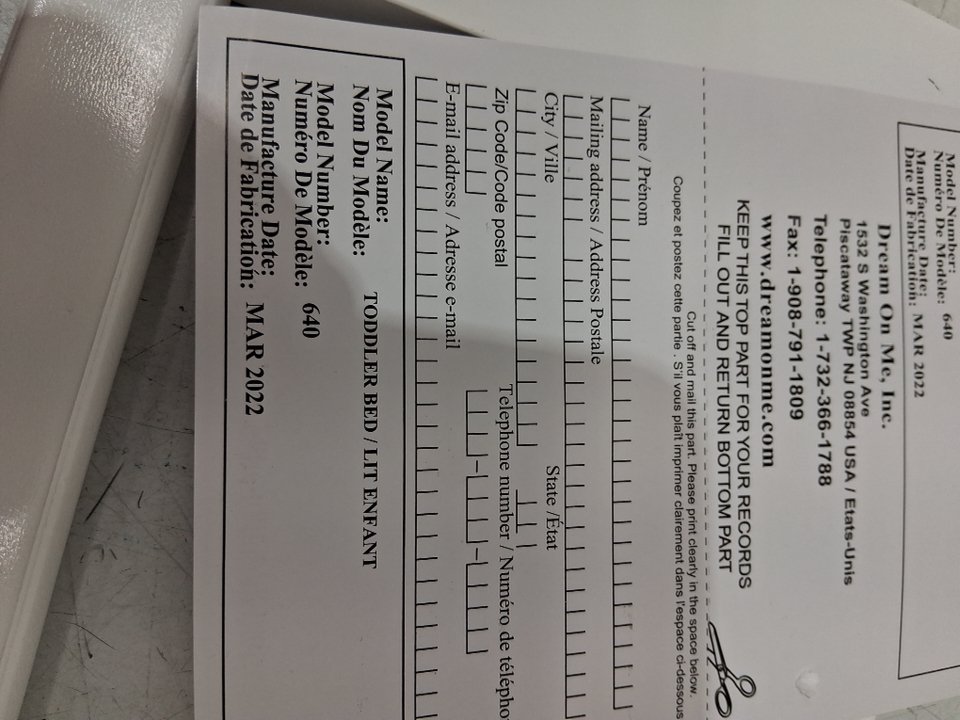 Model Number:
Numéro De Modèle: 640
Manufacture Date:
Date de Fabrication: MAR 2022
Dream On Me, Inc.
1532 S Washington Ave
Piscataway TWP NJ 08854 USA / Etats-Unis
Telephone: 1-732-366-1788
Fax: 1-908-791-1809
www.dreamonme.com
KEEP THIS TOP PART FOR YOUR RECORDS
FILL OUT AND RETURN BOTTOM PART
Cut off and mail this part. Please print clearly in the space below.
Coupez et postez cette partie . S'il vous plaît imprimer clairement dans l'espace ci-dessous
Name / Prénom
Mailing address / Address Postale
City / Ville State /État
Zip Code/Code postal Telephone number / Numéro de télépho
E-mail address / Adresse e-mail
Model Name:
Nom Du Modèle: TODDLER BED / LIT ENFANT
Model Number:
Numéro De Modèle: 640
Manufacture Date:
Date de Fabrication: MAR 2022